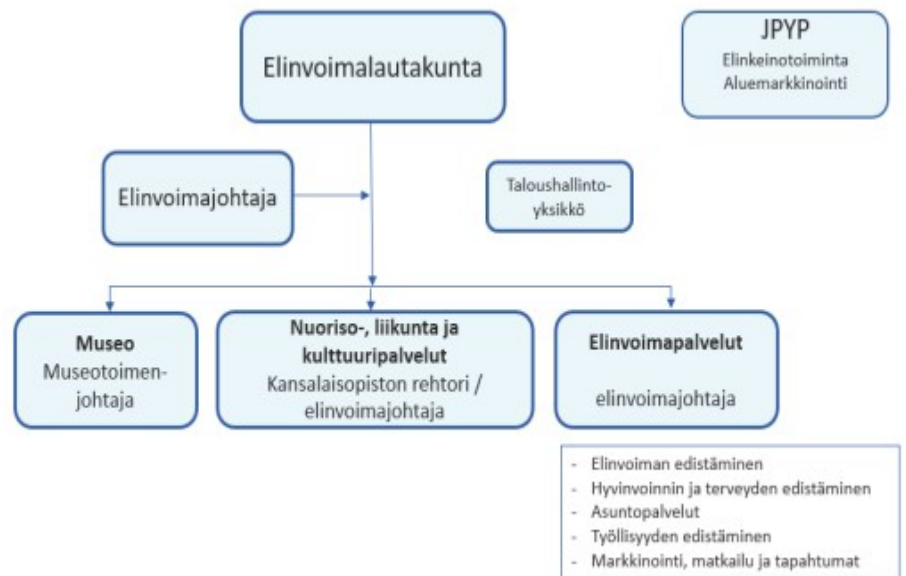 Elinvoimalautakunta
JPYP
Elinkeinotoiminta
Aluemarkkinointi
Elinvoimajohtaja
Taloushallinto-
yksikkö
Museo
Museotoimen-
johtaja
Nuoriso-, liikunta ja
kulttuuripalvelut
Kansalaisopiston rehtori /
elinvoimajohtaja
Elinvoimapalvelut
elinvoimajohtaja
- Elinvoiman edistäminen
- Hyvinvoinnin ja terveyden edistäminen
- Asuntopalvelut
- Työllisyyden edistäminen
- Markkinointi, matkailu ja tapahtumat